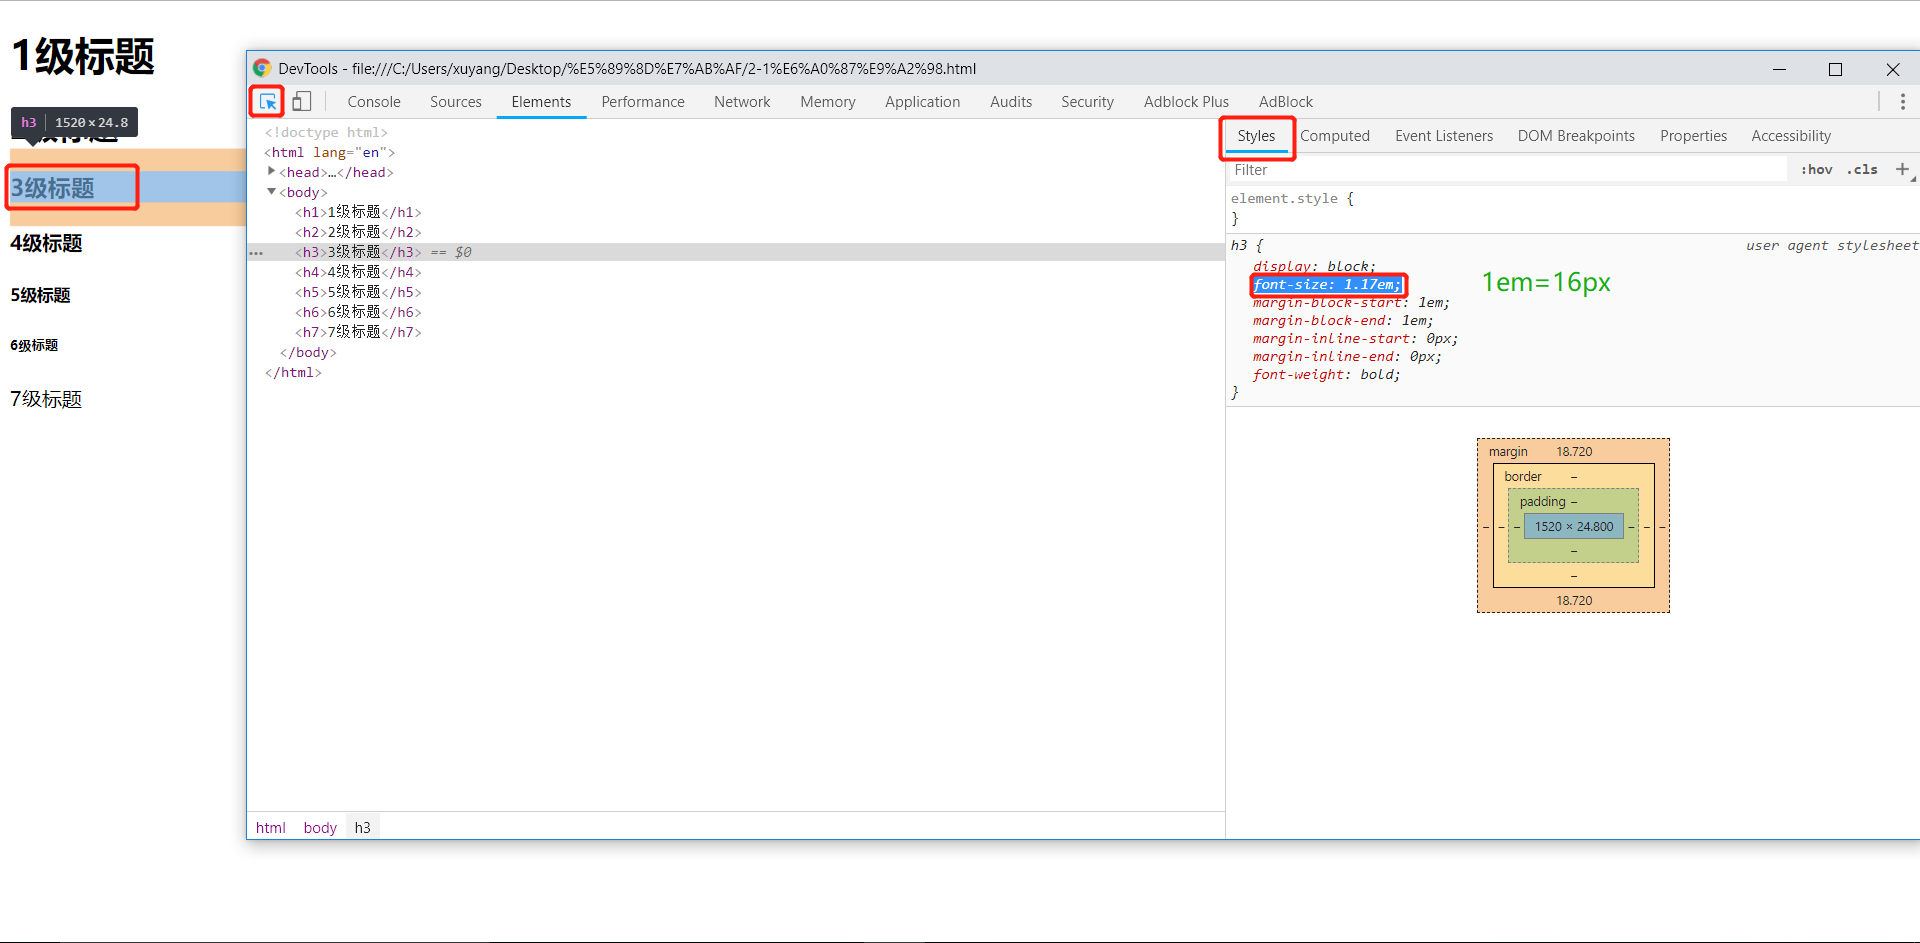 1级标题
h3 1520 × 24.8
3级标题
4级标题
5级标题
6级标题
7级标题
DevTools - file:///C:/Users/xuyang/Desktop/%E5%89%8D%E7%AB%AF/2-1%E6%A0%87%E9%A2%98.html
Console Sources Elements Performance Network Memory Application Audits Security Adblock Plus AdBlock
<!doctype html>
<html lang="en">
<head>…</head>
<body>
<h1>1级标题</h1>
<h2>2级标题</h2>
<h3>3级标题</h3> == $0
<h4>4级标题</h4>
<h5>5级标题</h5>
<h6>6级标题</h6>
<h7>7级标题</h7>
</body>
</html>
html body h3
Styles Computed Event Listeners DOM Breakpoints Properties Accessibility
Filter :hov .cls +
element.style {
}
h3 { user agent stylesheet
display: block;
font-size: 1.17em;
1em=16px
margin-block-start: 1em;
margin-block-end: 1em;
margin-inline-start: 0px;
margin-inline-end: 0px;
font-weight: bold;
}
margin 18.720
border –
padding –
– – – 1520 × 24.800 – – –
–
–
18.720